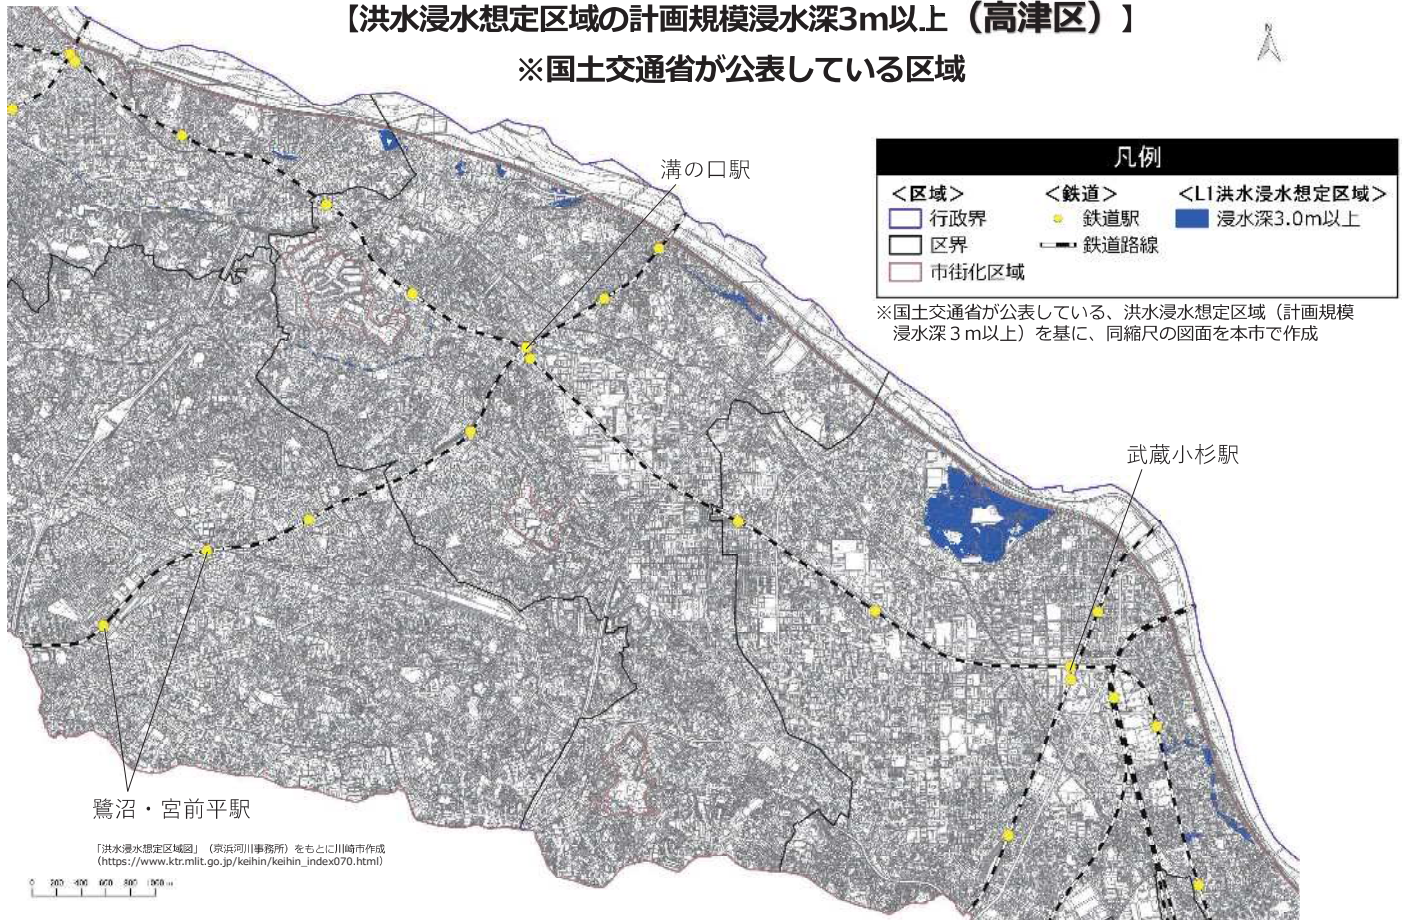 【洪水浸水想定区域の計画規模浸水深3m以上（高津区）】
※国土交通省が公表している区域
N
溝の口駅
凡例
＜区域＞
行政界
区界
市街化区域
＜鉄道＞
鉄道駅
鉄道路線
＜L1洪水浸水想定区域＞
浸水深3.0m以上
※国土交通省が公表している、洪水浸水想定区域（計画規模
浸水深３ｍ以上）を基に、同縮尺の図面を本市で作成
武蔵小杉駅
鷺沼・宮前平駅
「洪水浸水想定区域図」（京浜河川事務所）をもとに川崎市作成
（https://www.ktr.mlit.go.jp/keihin/keihin_index070.html）
0 200 400 600 800 1,000 m